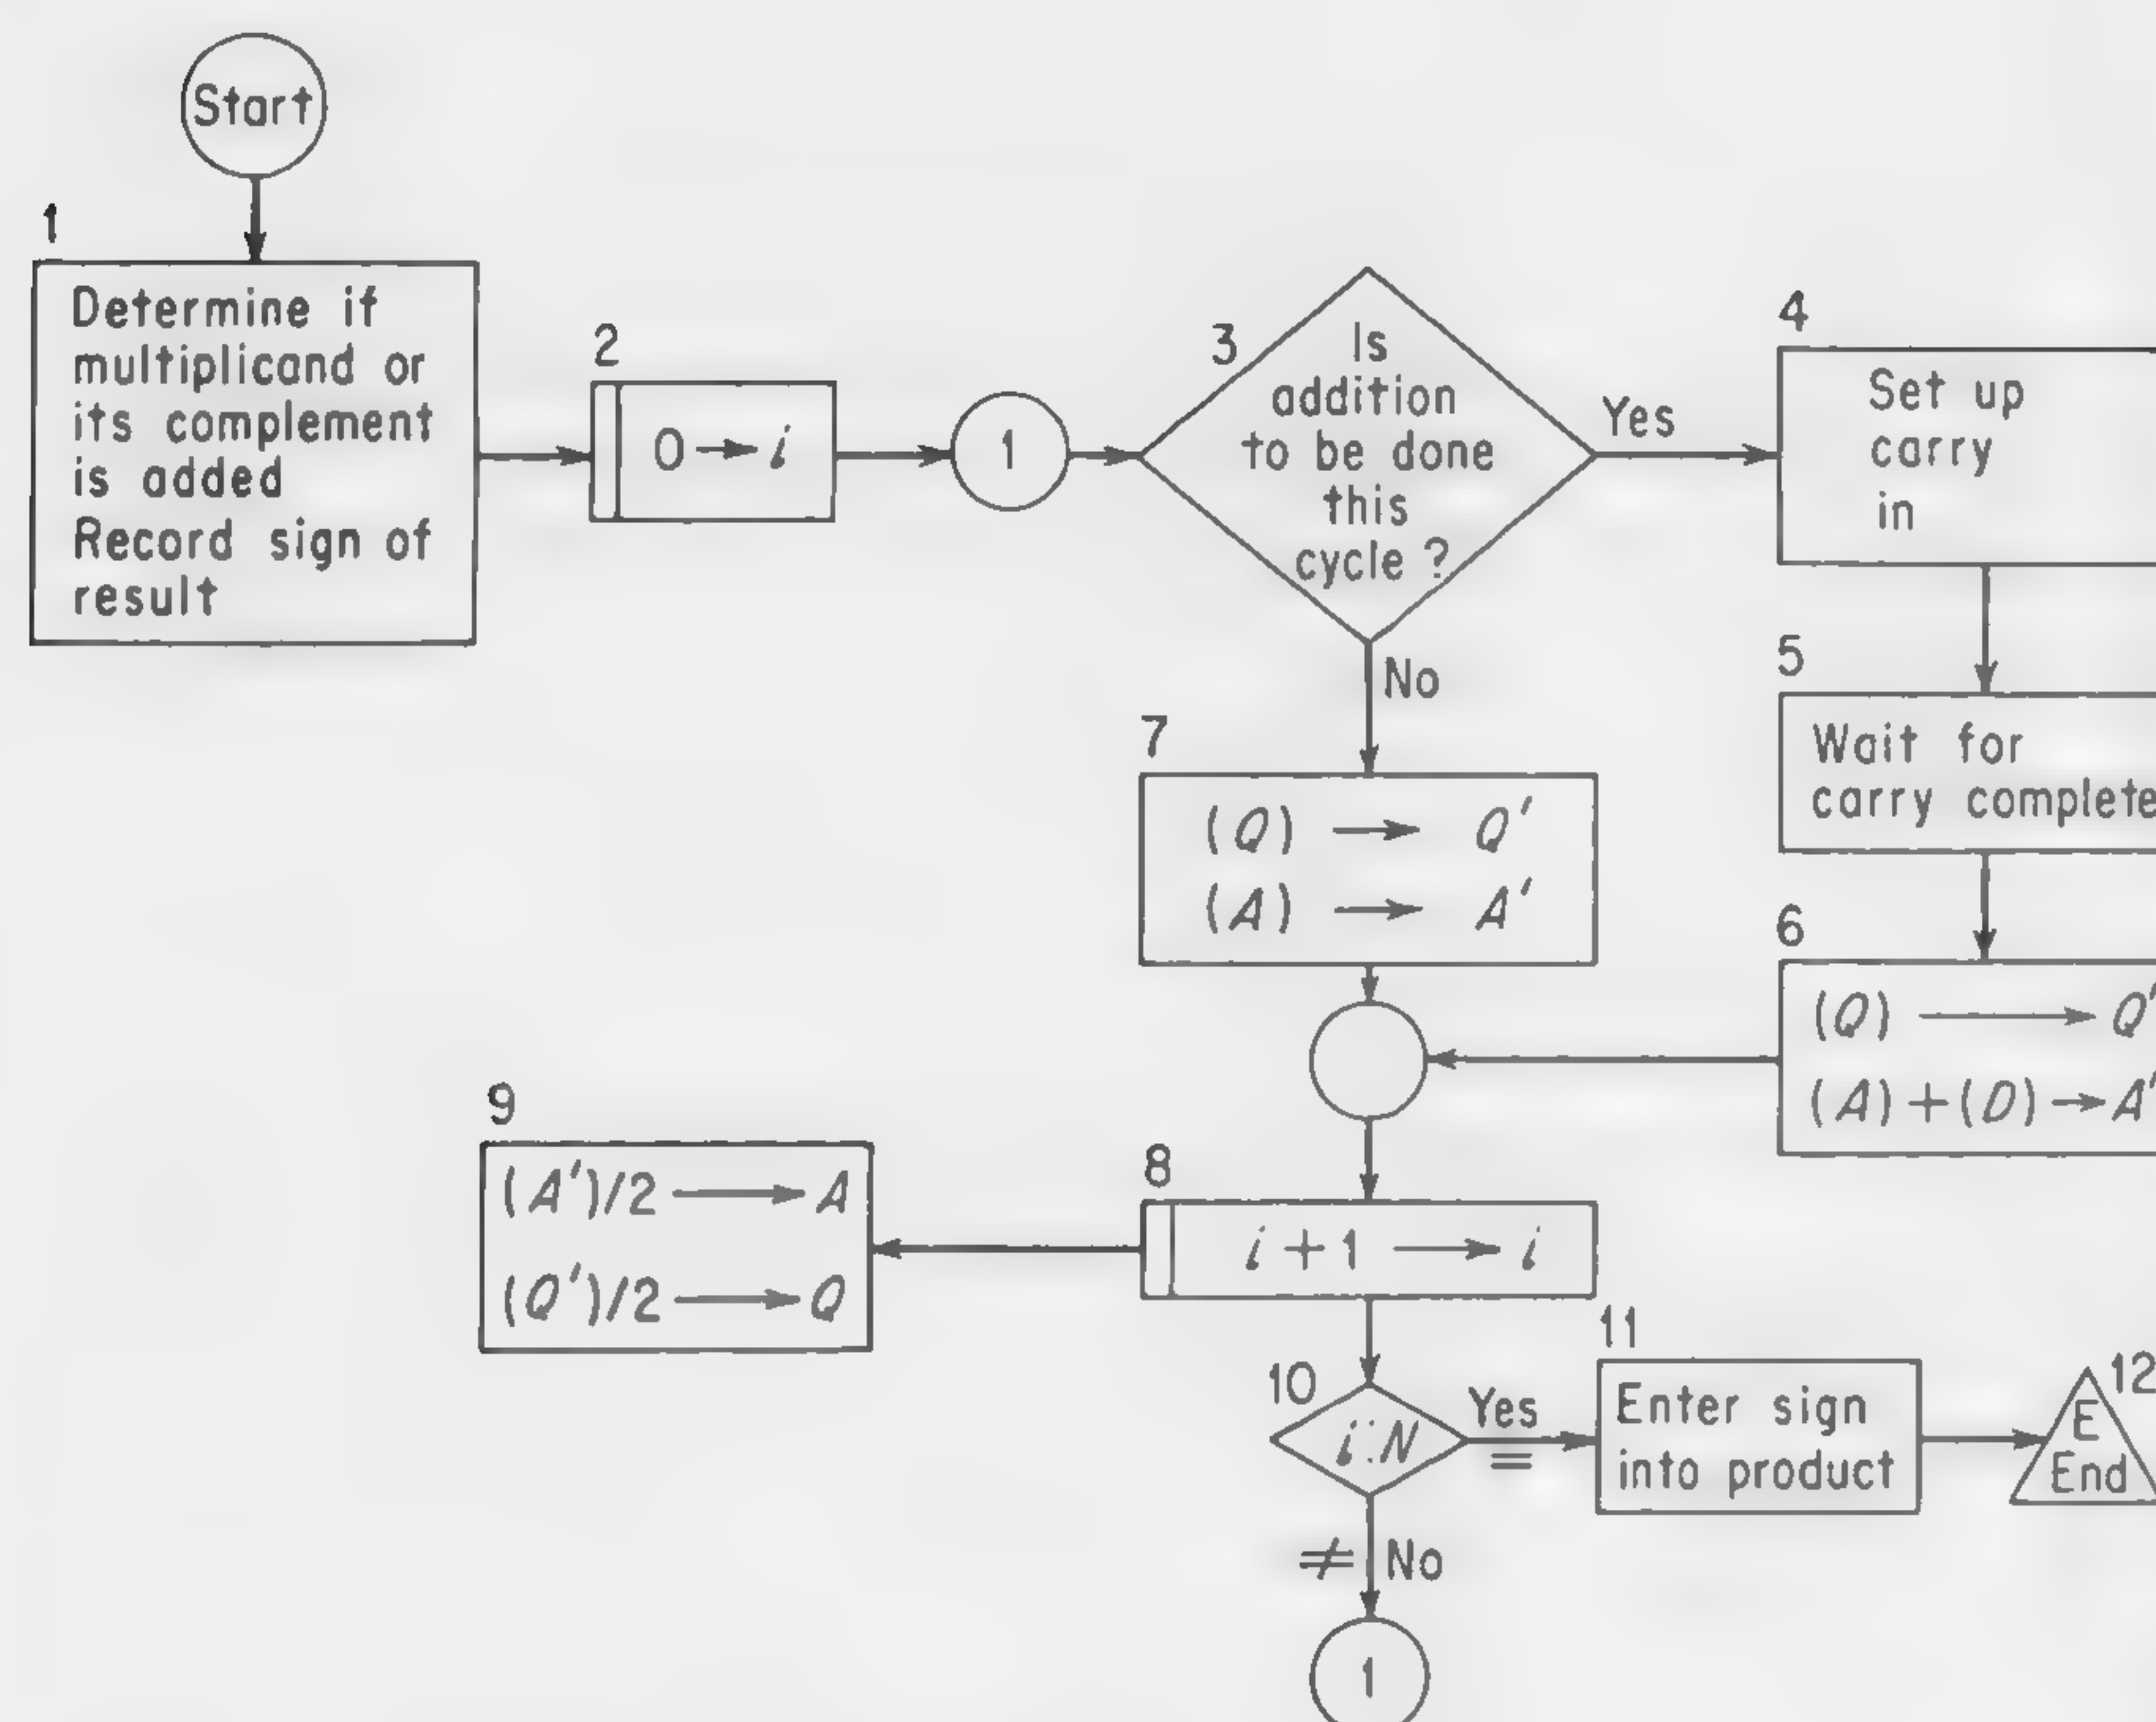 Start
1
Determine if
multiplicand or
its complement
is added
Record sign of
result
2
0 → i
1
3
Is
addition
to be done
this
cycle ?
Yes
No
4
Set up
carry
in
5
Wait for
carry complete
6
(Q) → Q′
(A) + (D) → A′
7
(Q) → Q′
(A) → A′
8
i + 1 → i
9
(A′)/2 → A
(Q′)/2 → Q
10
i : N
Yes
=
≠ No
11
Enter sign
into product
12
E
End
1